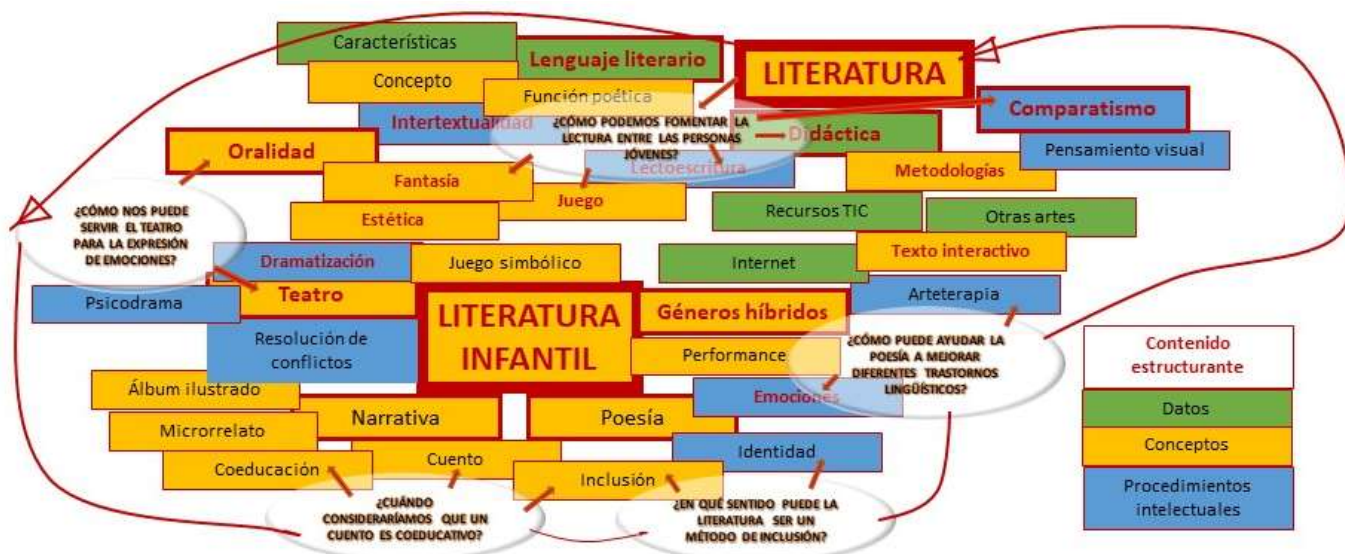 Características
Lenguaje literario
LITERATURA
Concepto
Función poética
Comparatismo
Intertextualidad
¿CÓMO PODEMOS FOMENTAR LA
LECTURA ENTRE LAS PERSONAS
JÓVENES?
Didáctica
Oralidad
Pensamiento visual
Lectoescritura
Metodologías
Fantasía
Juego
¿CÓMO NOS PUEDE
SERVIR EL TEATRO
PARA LA EXPRESIÓN
DE EMOCIONES?
Estética
Recursos TIC
Otras artes
Texto interactivo
Dramatización
Juego simbólico
Internet
Psicodrama
Teatro
Arteterapia
LITERATURA
INFANTIL
Géneros híbridos
Resolución de
conflictos
Performance
¿CÓMO PUEDE AYUDAR LA
POESÍA A MEJORAR
DIFERENTES TRASTORNOS
LINGÜÍSTICOS?
Contenido
estructurante
Álbum ilustrado
Emociones
Datos
Narrativa
Poesía
Microrrelato
Conceptos
Identidad
Cuento
Coeducación
Inclusión
Procedimientos
intelectuales
¿CUÁNDO
CONSIDERARÍAMOS QUE UN
CUENTO ES COEDUCATIVO?
¿EN QUÉ SENTIDO PUEDE LA
LITERATURA SER UN
MÉTODO DE INCLUSIÓN?